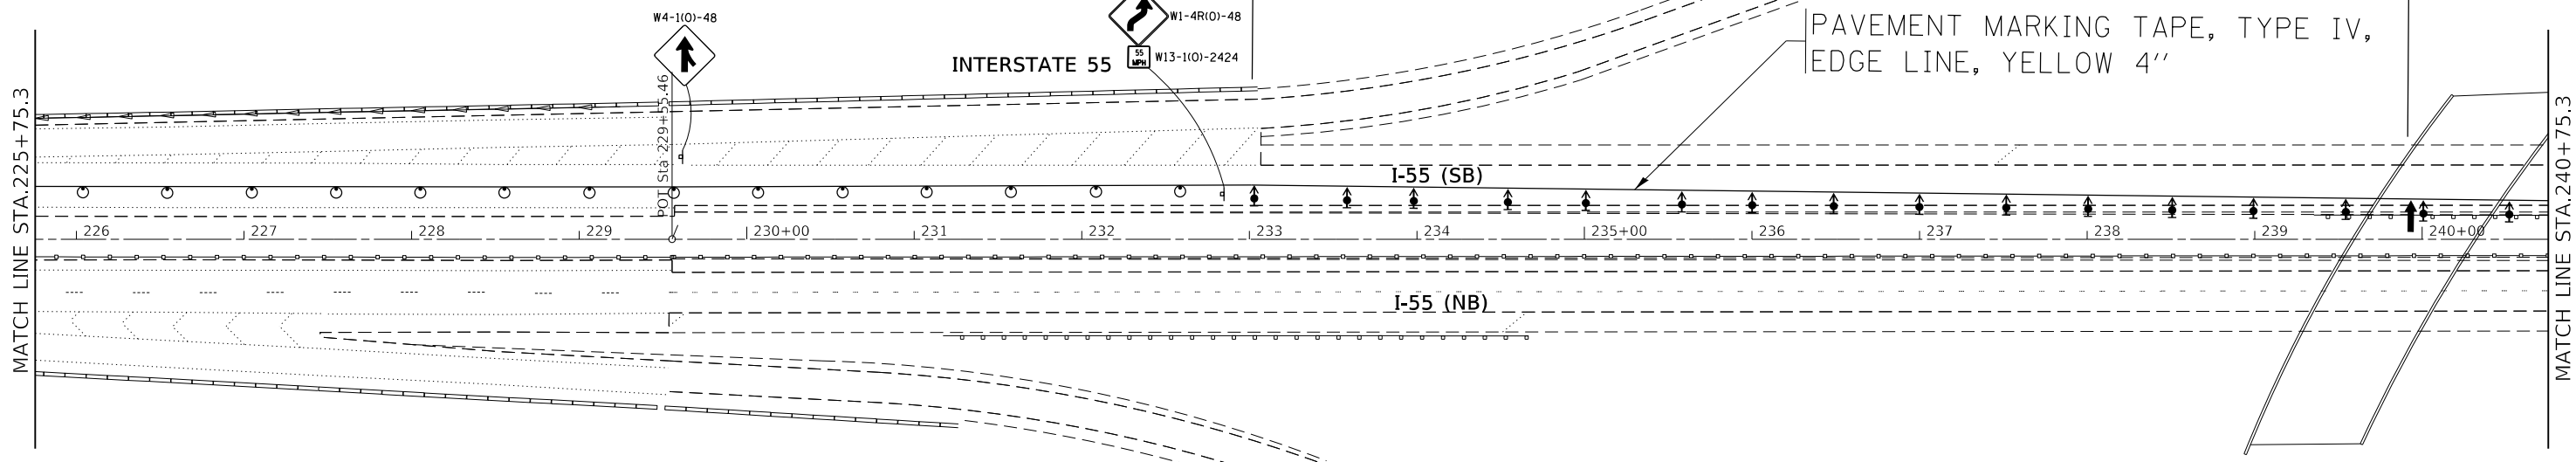 W4-1(O)-48
W1-4R(O)-48
55
MPH
W13-1(O)-2424
INTERSTATE 55
PAVEMENT MARKING TAPE, TYPE IV,
EDGE LINE, YELLOW 4''
MATCH LINE STA.225+75.3
POT Sta 229+55.46
I-55 (SB)
226 227 228 229 230+00 231 232 233 234 235+00 236 237 238 239 240+00
I-55 (NB)
MATCH LINE STA.240+75.3